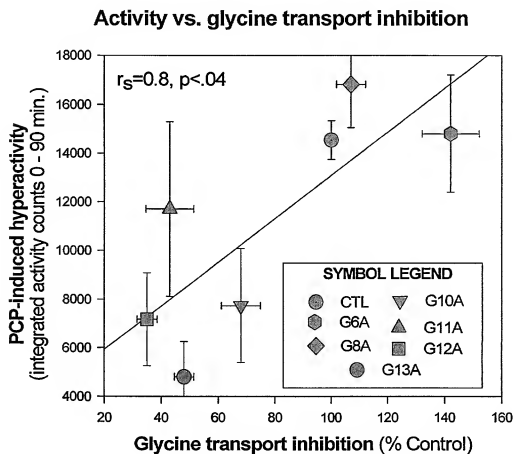 Activity vs. glycine transport inhibition
18000
16000
14000
12000
10000
8000
6000
4000
PCP-induced hyperactivity
(integrated activity counts 0 - 90 min.)
rs=0.8, p<.04
SYMBOL LEGEND
CTL
G10A
G6A
G11A
G8A
G12A
G13A
20 40 60 80 100 120 140 160
Glycine transport inhibition (% Control)